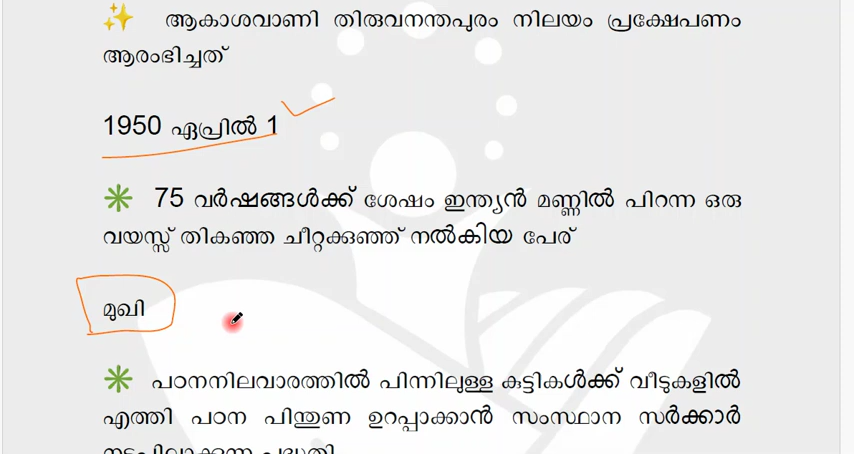 ആകാശവാണി തിരുവനന്തപുരം നിലയം പ്രക്ഷേപണം
ആരംഭിച്ചത്
1950 ഏപ്രിൽ 1
75 വർഷങ്ങൾക്ക് ശേഷം ഇന്ത്യൻ മണ്ണിൽ പിറന്ന ഒരു
വയസ്സ് തികഞ്ഞ ചീറ്റക്കുഞ്ഞ് നൽകിയ പേര്
മുഖി
പഠനനിലവാരത്തിൽ പിന്നിലുള്ള കുട്ടികൾക്ക് വീടുകളിൽ
എത്തി പഠന പിന്തുണ ഉറപ്പാക്കാൻ സംസ്ഥാന സർക്കാർ